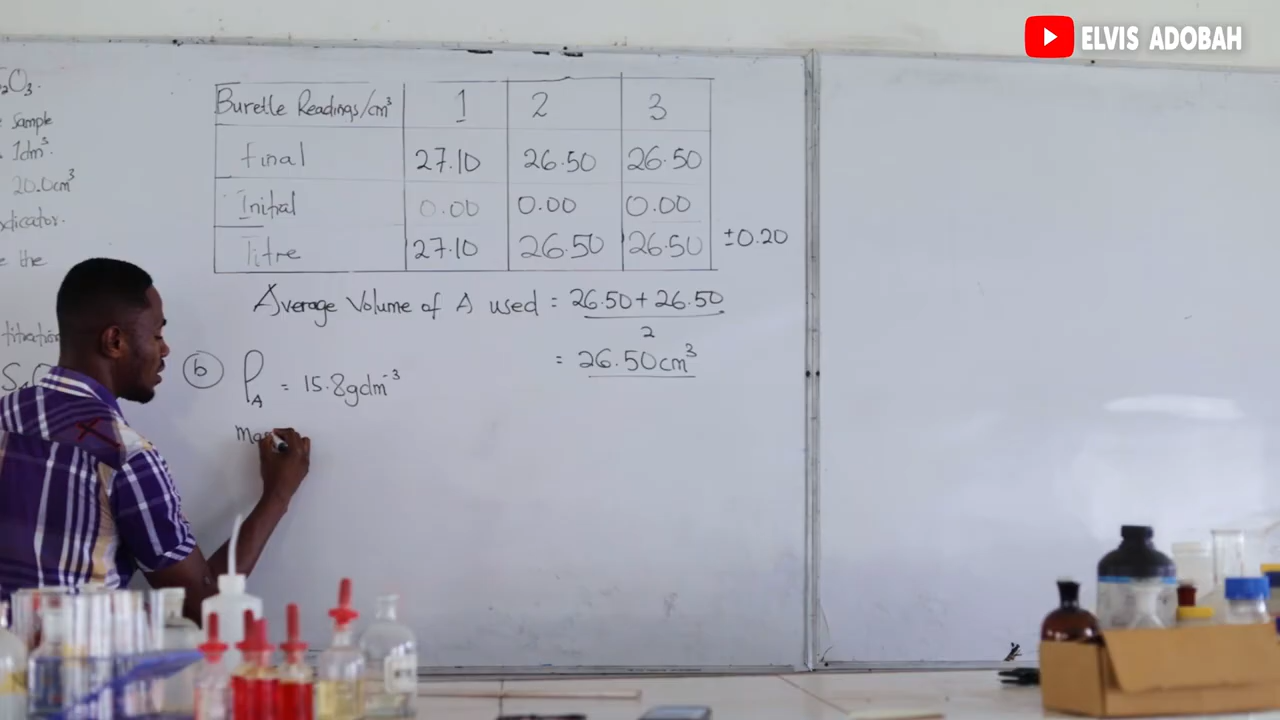 ELVIS ADOBAH
₂O₃.
Sample
1dm³.
20.0cm³
the
titration
Burette Readings/cm³ 1 2 3
final 27.10 26.50 26.50
Initial 0.00 0.00 0.00
Titre 27.10 26.50 26.50 ±0.20
Average Volume of A used = 26.50 + 26.50
2
= 26.50cm³
b ρA = 15.8gdm⁻³